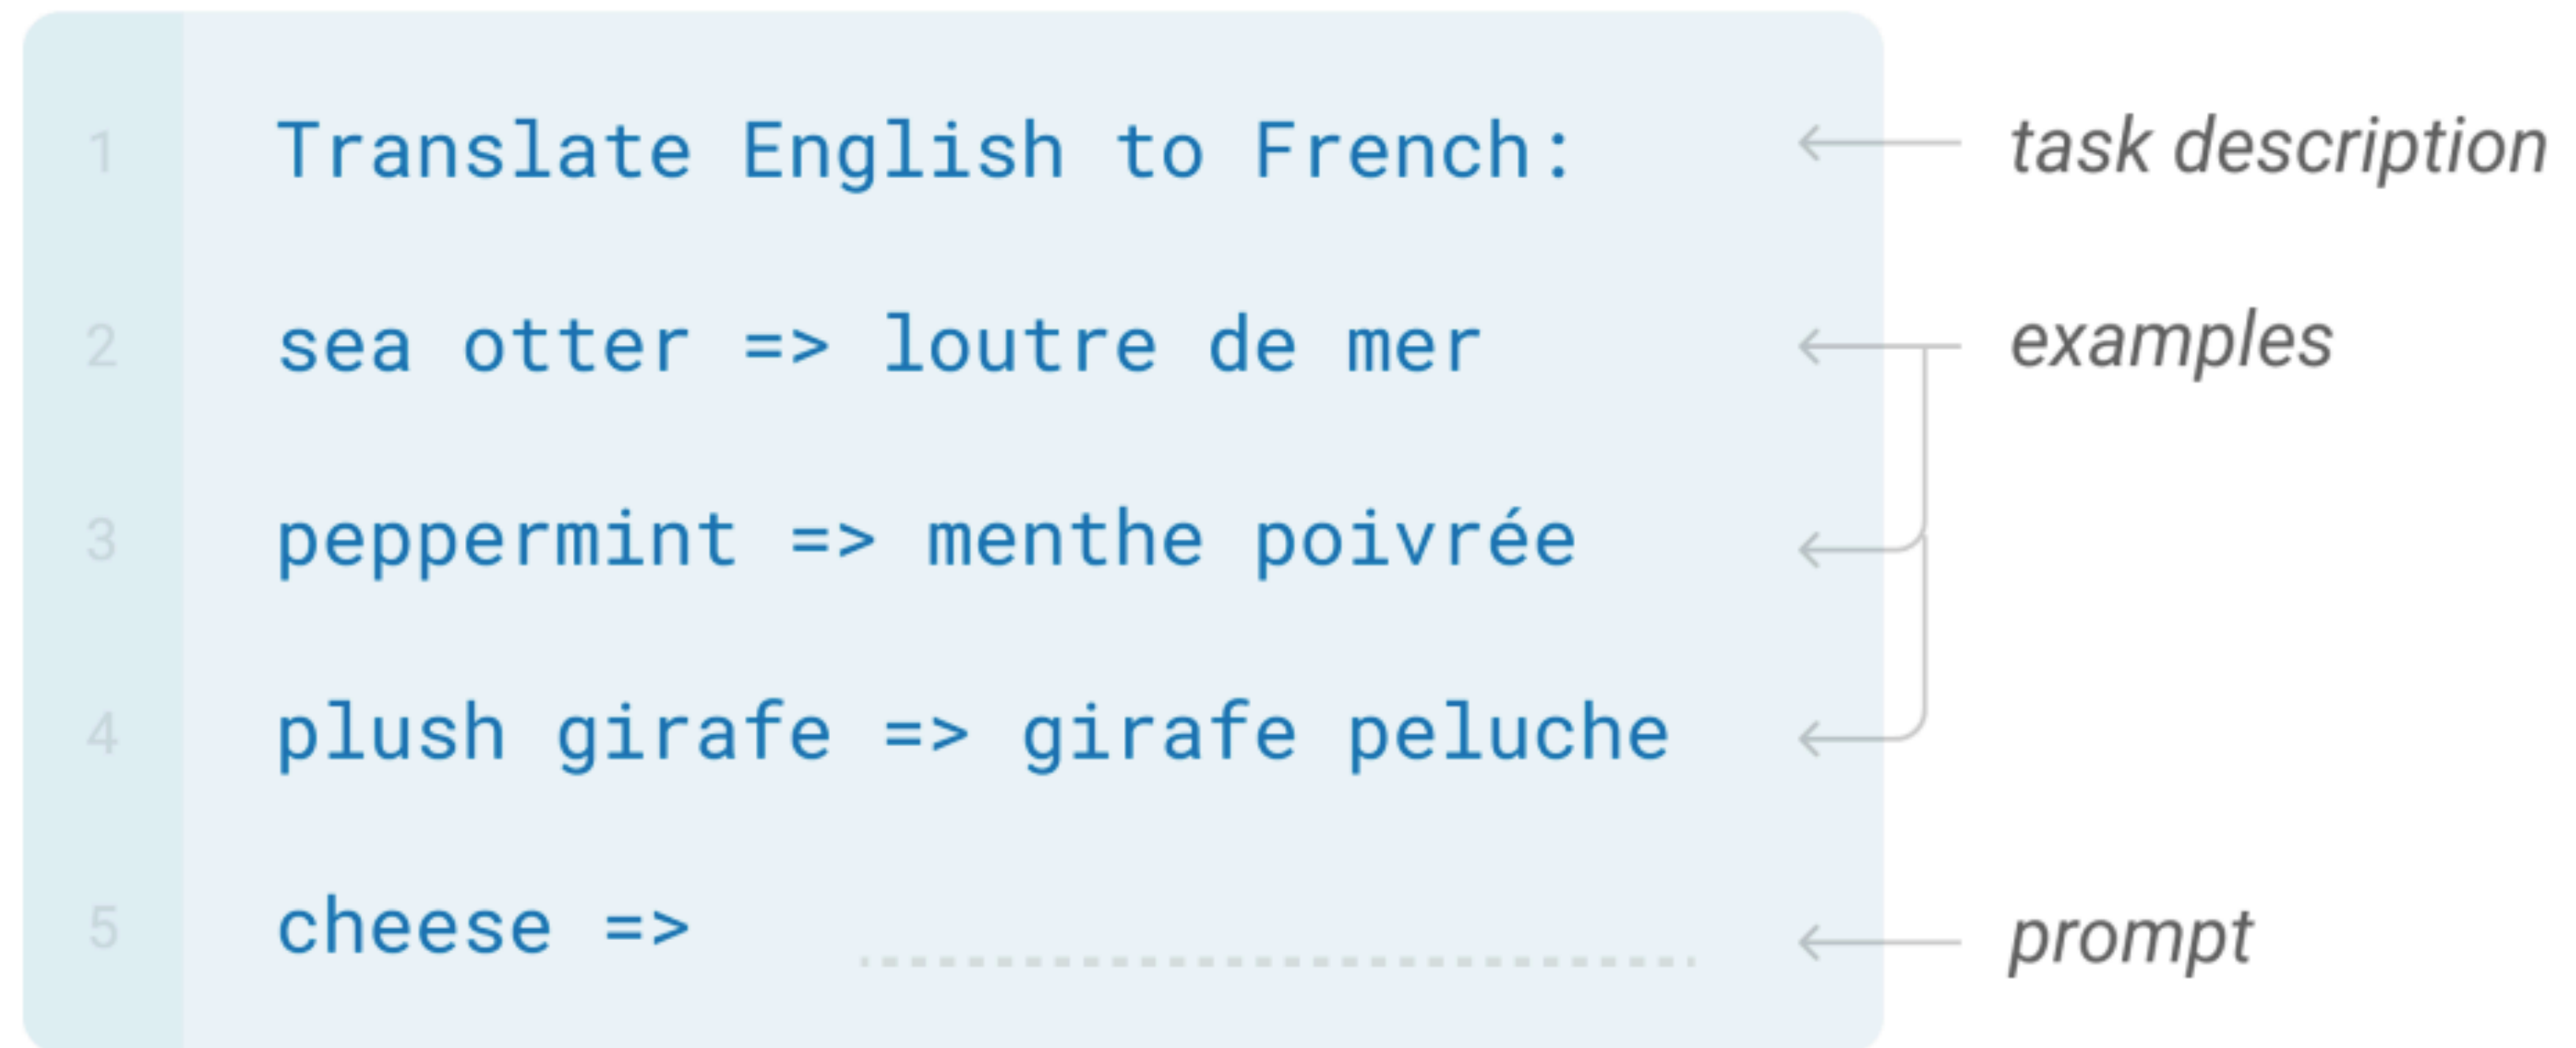 1 Translate English to French: task description
2 sea otter => loutre de mer examples
3 peppermint => menthe poivrée
4 plush girafe => girafe peluche
5 cheese => prompt